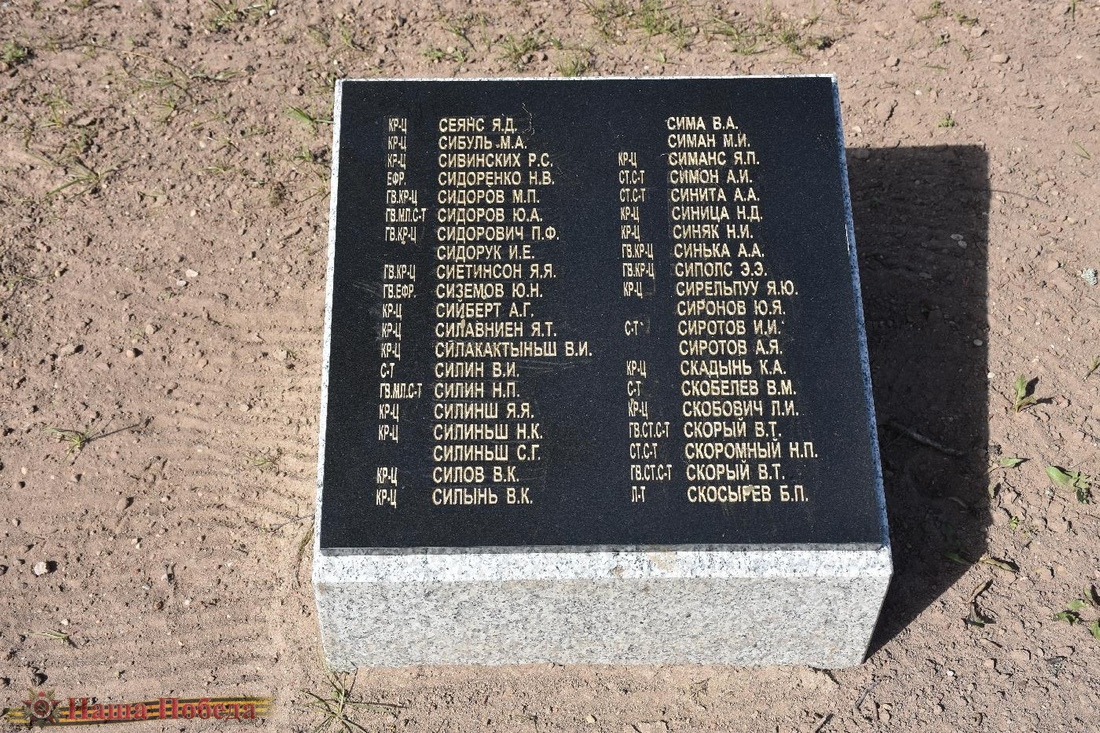 КР-Ц СЕЯНС Я.Д.
КР-Ц СИБУЛЬ М.А.
КР-Ц СИВИНСКИХ Р.С.
ЕФР. СИДОРЕНКО Н.В.
ГВ.КР-Ц СИДОРОВ М.П.
ГВ.МЛ.С-Т СИДОРОВ Ю.А.
ГВ.КР-Ц СИДОРОВИЧ П.Ф.
СИДОРУК И.Е.
ГВ.КР-Ц СИЕТИНСОН Я.Я.
ГВ.ЕФР. СИЗЕМОВ Ю.Н.
КР-Ц СИЙБЕРТ А.Г.
КР-Ц СИЛАВНИЕН Я.Т.
КР-Ц СИЛАКАКТЫНЬШ В.И.
С-Т СИЛИН В.И.
ГВ.МЛ.С-Т СИЛИН Н.П.
КР-Ц СИЛИНШ Я.Я.
КР-Ц СИЛИНЬШ Н.К.
СИЛИНЬШ С.Г.
КР-Ц СИЛОВ В.К.
КР-Ц СИЛЫНЬ В.К.
СИМА В.А.
СИМАН М.И.
КР-Ц СИМАНС Я.П.
СТ.С-Т СИМОН А.И.
СТ.С-Т СИНИТА А.А.
КР-Ц СИНИЦА Н.Д.
КР-Ц СИНЯК Н.И.
ГВ.КР-Ц СИНЬКА А.А.
ГВ.КР-Ц СИПОЛС Э.Э.
КР-Ц СИРЕЛЬПУУ Я.Ю.
СИРОНОВ Ю.Я.
С-Т СИРОТОВ И.И.
СИРОТОВ А.Я.
КР-Ц СКАДЫНЬ К.А.
С-Т СКОБЕЛЕВ В.М.
КР-Ц СКОБОВИЧ Л.И.
ГВ.СТ.С-Т СКОРЫЙ В.Т.
СТ.С-Т СКОРОМНЫЙ Н.П.
ГВ.СТ.С-Т СКОРЫЙ В.Т.
Л-Т СКОСЫРЕВ Б.П.
Наша Победа